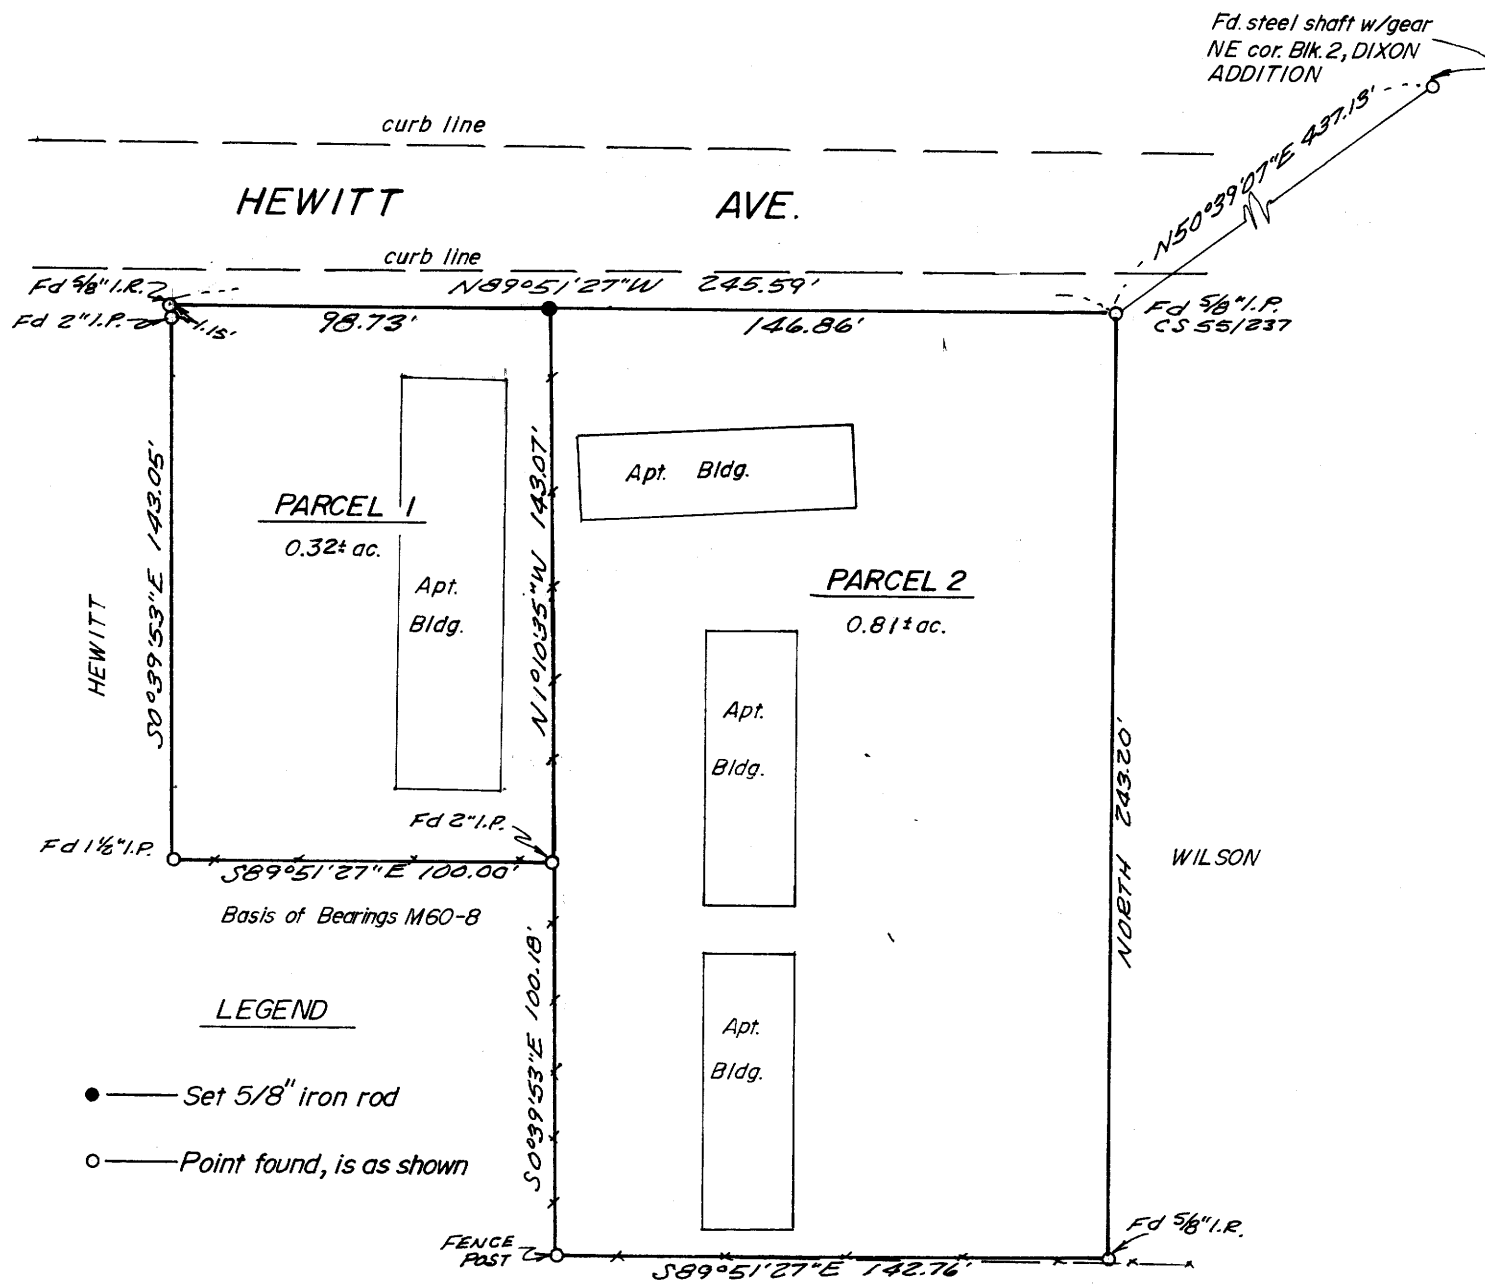 Fd. steel shaft w/gear
NE cor. Blk. 2, DIXON
ADDITION
curb line
N50°39'07"E 437.13'
HEWITT AVE.
curb line
Fd 5/8" I.R.
N89°51'27"W 245.59'
Fd 2" I.P.
1.15'
98.73'
146.86'
Fd 5/8" I.P.
CS 55/237
S0°39'53"E 143.05'
N1°10'35"W 143.07'
Apt. Bldg.
PARCEL 1
0.32± ac.
Apt.
Bldg.
PARCEL 2
0.81± ac.
HEWITT
Apt.
Bldg.
NORTH 243.20'
WILSON
Fd 2" I.P.
Fd 1½" I.P.
S89°51'27"E 100.00'
Basis of Bearings M60-8
S0°39'53"E 100.18'
LEGEND
Apt.
Bldg.
Set 5/8" iron rod
Point found, is as shown
FENCE
POST
Fd 5/8" I.R.
S89°51'27"E 142.76'